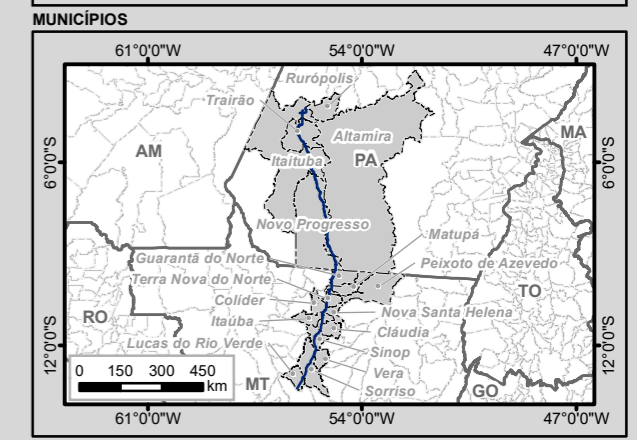 MUNICÍPIOS
61°0'0"W 54°0'0"W 47°0'0"W
Rurópolis
Trairão
Altamira
MA
AM
PA
6°0'0"S
6°0'0"S
Itaituba
Novo Progresso
Matupá
Guarantã do Norte
Peixoto de Azevedo
Terra Nova do Norte
TO
Colíder
Nova Santa Helena
RO
Itaúba
Cláudia
Lucas do Rio Verde
Sinop
12°0'0"S
12°0'0"S
Vera
0 150 300 450
km
MT
Sorriso
GO
61°0'0"W 54°0'0"W 47°0'0"W